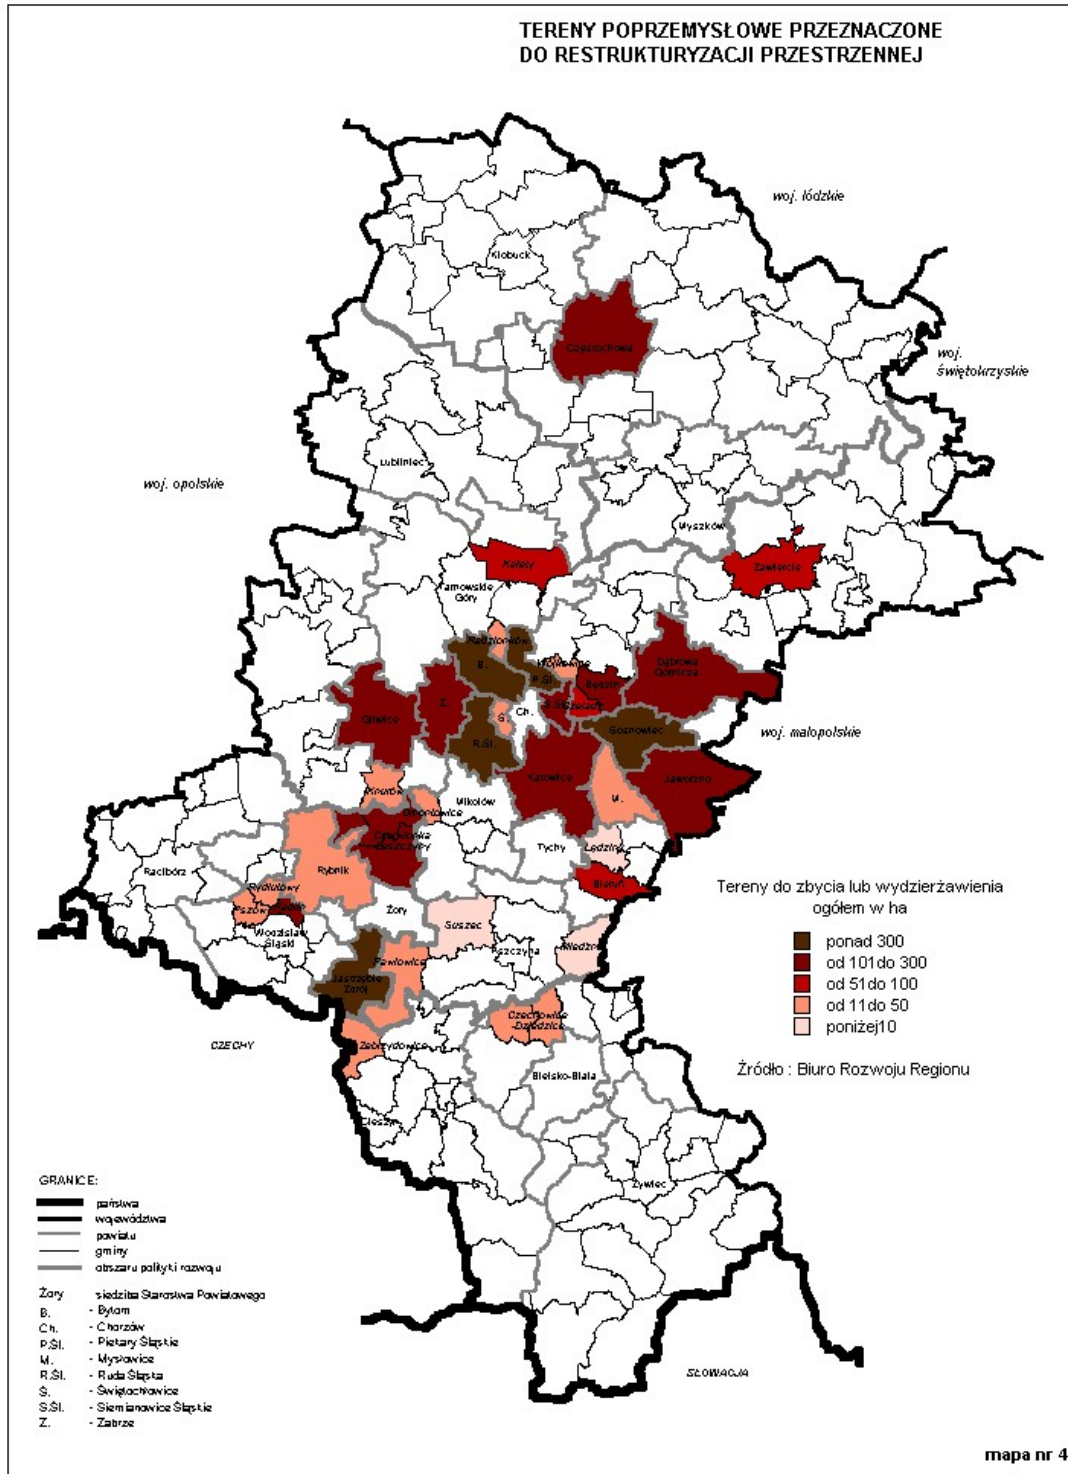 TERENY POPRZEMYSŁOWE PRZEZNACZONE
DO RESTRUKTURYZACJI PRZESTRZENNEJ
woj. łódzkie
Kłobuck
Częstochowa
woj.
świętokrzyskie
Lubliniec
woj. opolskie
Myszków
Kalety
Zawiercie
Tarnowskie
Góry
Radzionków
B.
P.Śl.
Wojkowice
Dąbrowa
Górnicza
Będzin
Z.
S.Śl.
Czeladź
Gliwice
Ś.
Ch.
Sosnowiec
woj. małopolskie
R.Śl.
Katowice
Jaworzno
Knurów
Ornontowice
Mikołów
M.
Czerwionka
-Leszczyny
Tychy
Lędziny
Racibórz
Rybnik
Bieruń
Rydułtowy
Pszów
Radlin
Żory
Wodzisław
Śląski
Suszec
Pszczyna
Miedźna
Pawłowice
Jastrzębie
Zdrój
Czechowice
-Dziedzice
CZECHY
Zebrzydowice
Bielsko-Biała
Cieszyn
Żywiec
SŁOWACJA
Tereny do zbycia lub wydzierżawienia
ogółem w ha
ponad 300
od 101do 300
od 51do 100
od 11do 50
poniżej10
Źródło : Biuro Rozwoju Regionu
GRANICE:
państwa
województwa
powiatu
gminy
obszaru polityki rozwoju
Żory siedziba Starostwa Powiatowego
B. - Bytom
Ch. - Chorzów
P.Śl. - Piekary Śląskie
M. - Mysłowice
R.Śl. - Ruda Śląska
Ś. - Świętochłowice
S.Śl. - Siemianowice Śląskie
Z. - Zabrze
mapa nr 4